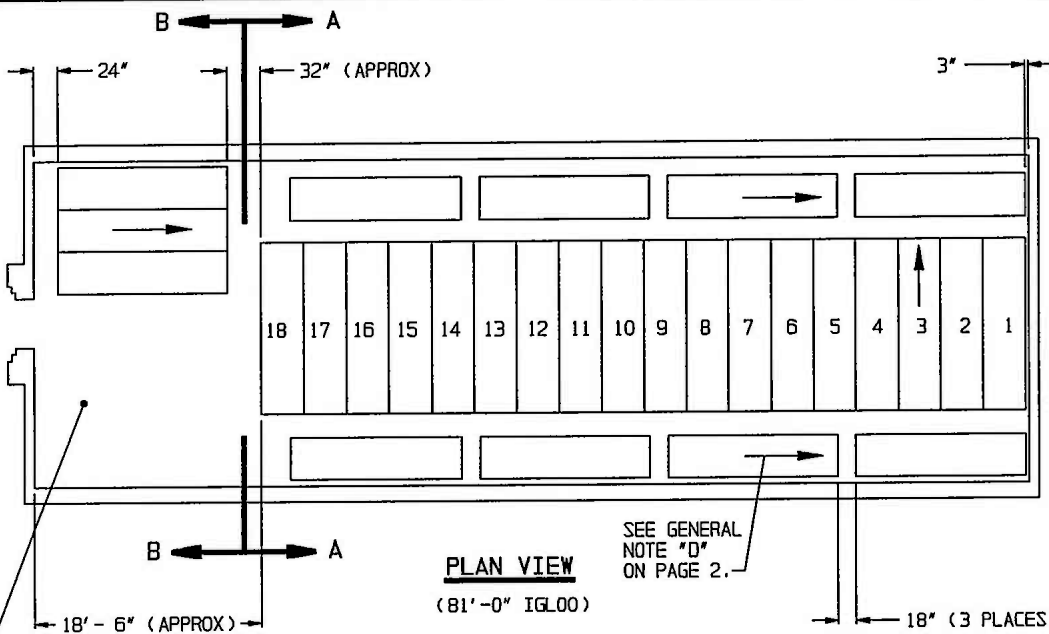 B A
24" 32" (APPROX) 3"
18 17 16 15 14 13 12 11 10 9 8 7 6 5 4 3 2 1
B A
PLAN VIEW
(81'-0" IGLOO)
SEE GENERAL
NOTE "D"
ON PAGE 2.
18'- 6" (APPROX)
18" (3 PLACES